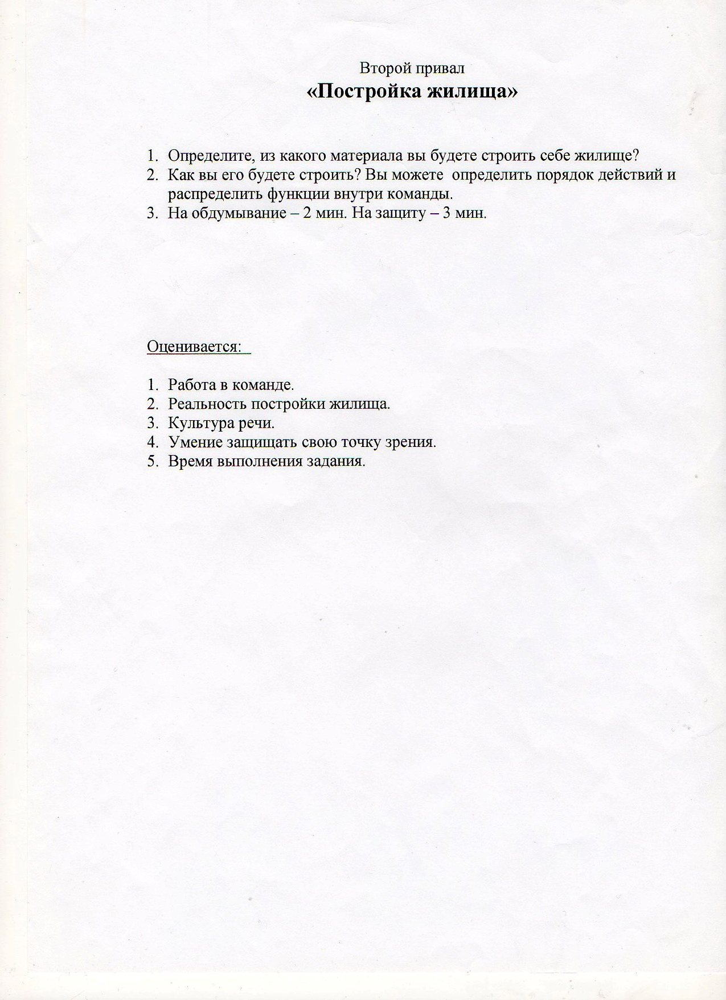 Второй привал
«Постройка жилища»
1. Определите, из какого материала вы будете строить себе жилище?
2. Как вы его будете строить? Вы можете определить порядок действий и
распределить функции внутри команды.
3. На обдумывание – 2 мин. На защиту – 3 мин.
Оценивается:
1. Работа в команде.
2. Реальность постройки жилища.
3. Культура речи.
4. Умение защищать свою точку зрения.
5. Время выполнения задания.